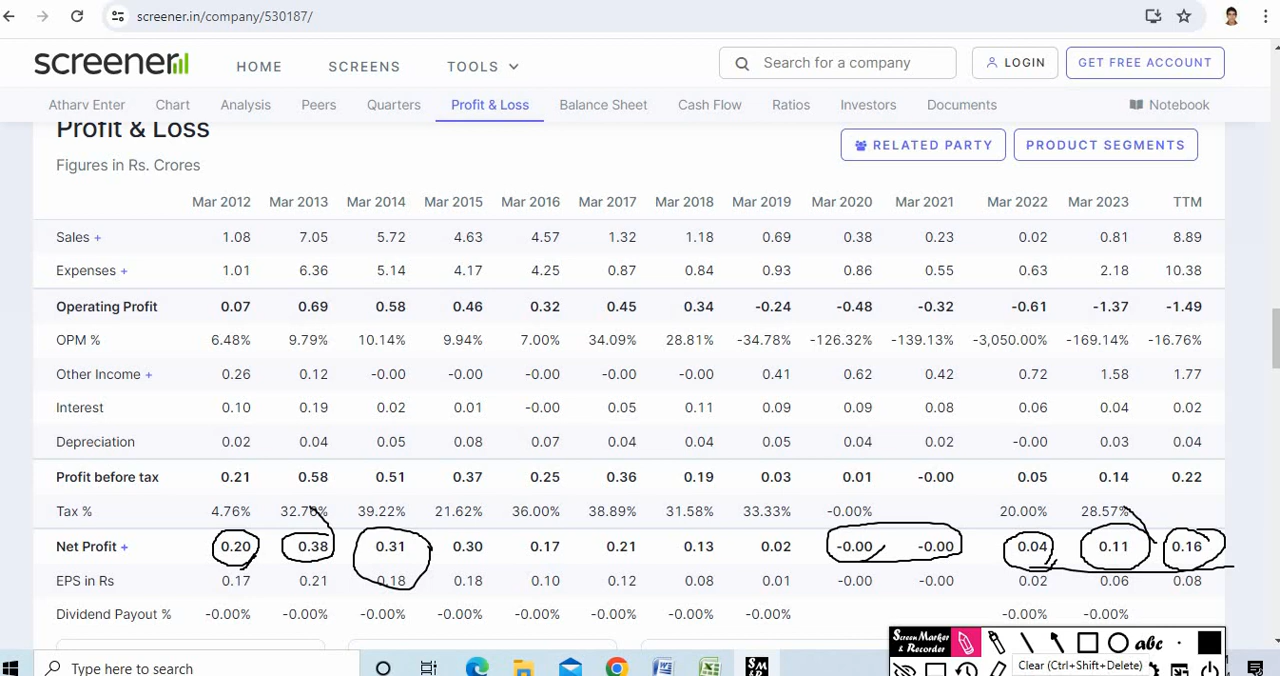 screener.in/company/530187/
screener HOME SCREENS TOOLS Search for a company LOGIN GET FREE ACCOUNT
Atharv Enter Chart Analysis Peers Quarters Profit & Loss Balance Sheet Cash Flow Ratios Investors Documents Notebook
Profit & Loss
RELATED PARTY PRODUCT SEGMENTS
Figures in Rs. Crores
Mar 2012 Mar 2013 Mar 2014 Mar 2015 Mar 2016 Mar 2017 Mar 2018 Mar 2019 Mar 2020 Mar 2021 Mar 2022 Mar 2023 TTM
Sales + 1.08 7.05 5.72 4.63 4.57 1.32 1.18 0.69 0.38 0.23 0.02 0.81 8.89
Expenses + 1.01 6.36 5.14 4.17 4.25 0.87 0.84 0.93 0.86 0.55 0.63 2.18 10.38
Operating Profit 0.07 0.69 0.58 0.46 0.32 0.45 0.34 -0.24 -0.48 -0.32 -0.61 -1.37 -1.49
OPM % 6.48% 9.79% 10.14% 9.94% 7.00% 34.09% 28.81% -34.78% -126.32% -139.13% -3,050.00% -169.14% -16.76%
Other Income + 0.26 0.12 -0.00 -0.00 -0.00 -0.00 -0.00 0.41 0.62 0.42 0.72 1.58 1.77
Interest 0.10 0.19 0.02 0.01 -0.00 0.05 0.11 0.09 0.09 0.08 0.06 0.04 0.02
Depreciation 0.02 0.04 0.05 0.08 0.07 0.04 0.04 0.05 0.04 0.02 -0.00 0.03 0.04
Profit before tax 0.21 0.58 0.51 0.37 0.25 0.36 0.19 0.03 0.01 -0.00 0.05 0.14 0.22
Tax % 4.76% 32.76% 39.22% 21.62% 36.00% 38.89% 31.58% 33.33% -0.00% 20.00% 28.57%
Net Profit + 0.20 0.38 0.31 0.30 0.17 0.21 0.13 0.02 -0.00 -0.00 0.04 0.11 0.16
EPS in Rs 0.17 0.21 0.18 0.18 0.10 0.12 0.08 0.01 -0.00 -0.00 0.02 0.06 0.08
Dividend Payout % -0.00% -0.00% -0.00% -0.00% -0.00% -0.00% -0.00% -0.00% -0.00% -0.00%
Screen Marker & Recorder abc
Clear (Ctrl+Shift+Delete)
Type here to search SM &R